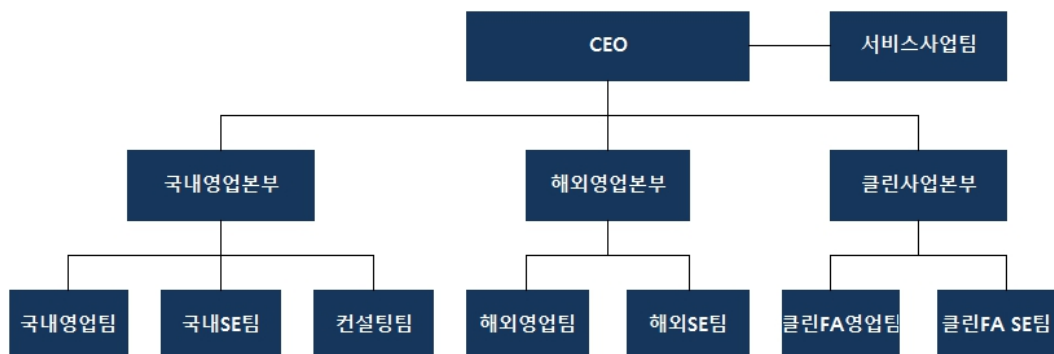 CEO
서비스사업팀
국내영업본부
해외영업본부
클린사업본부
국내영업팀
국내SE팀
컨설팅팀
해외영업팀
해외SE팀
클린FA영업팀
클린FA SE팀